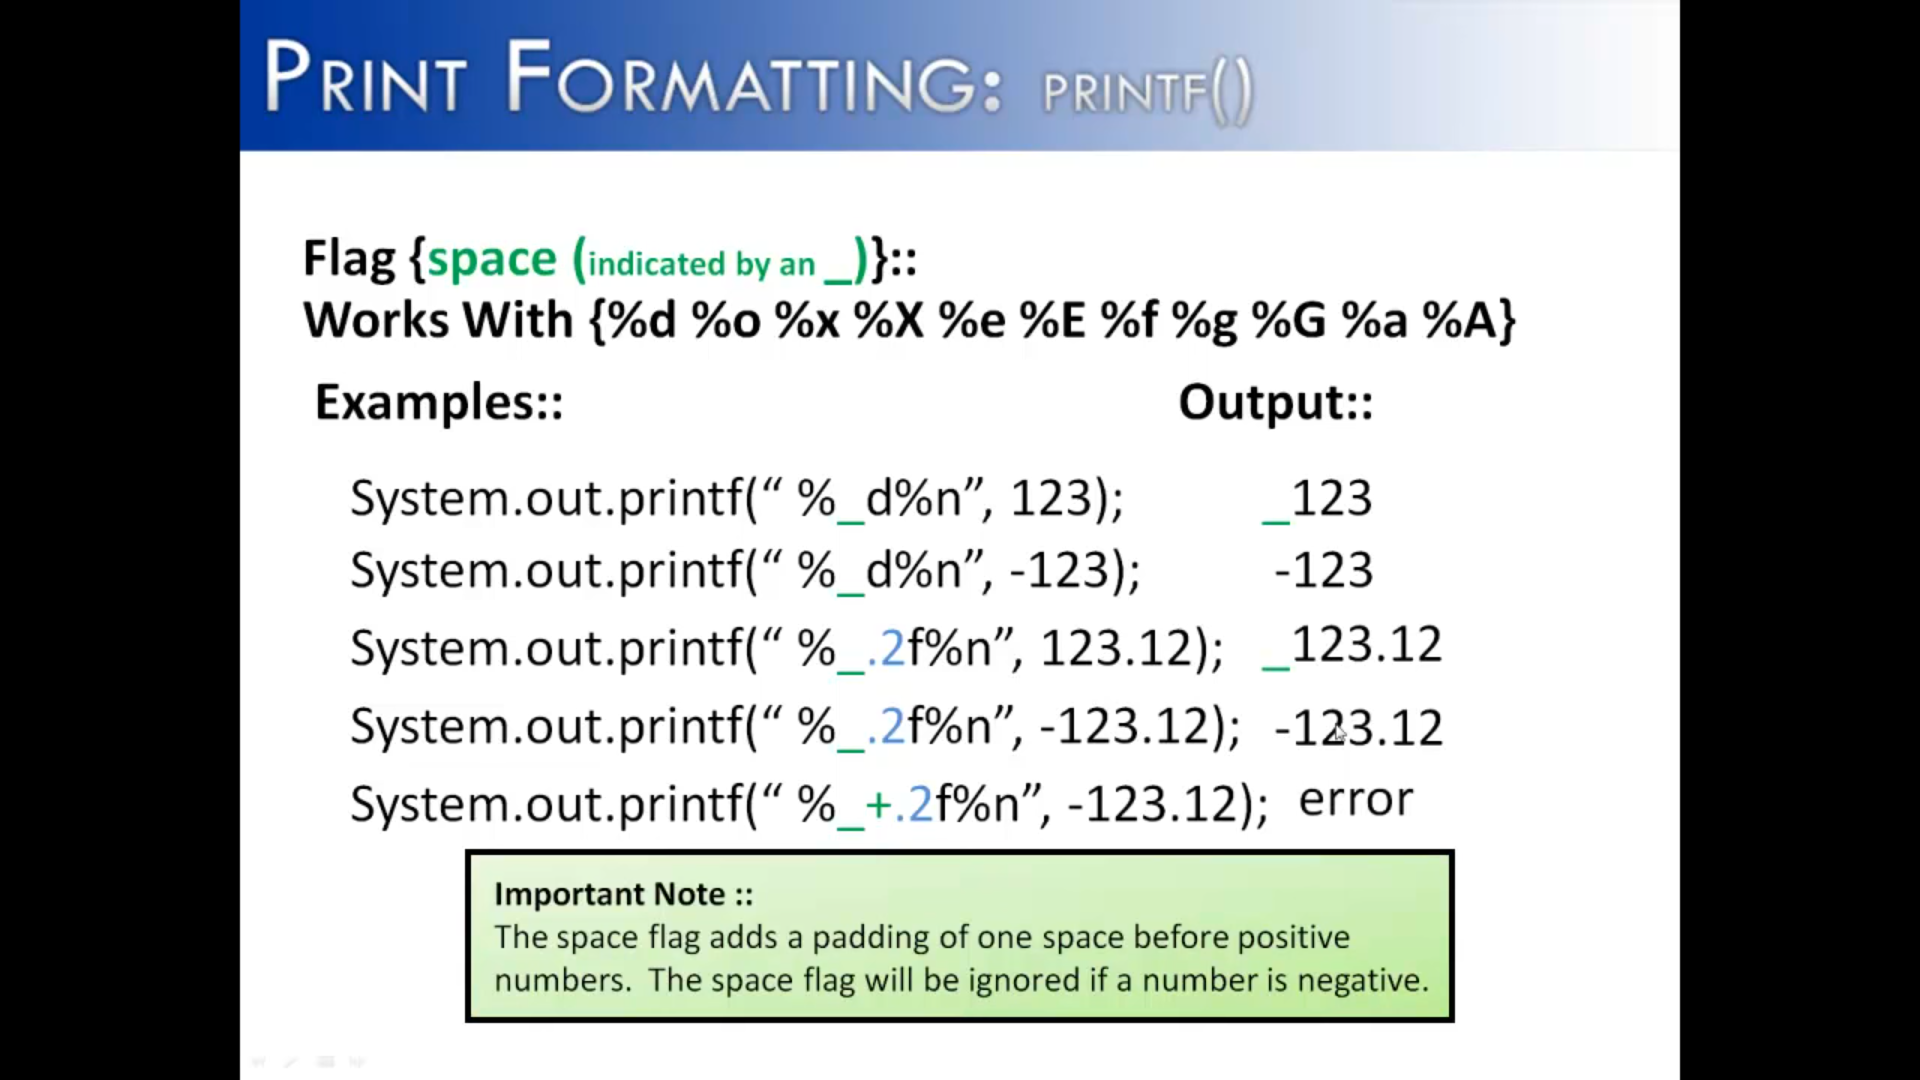 PRINT FORMATTING: PRINTF()
Flag {space (indicated by an _)}::
Works With {%d %o %x %X %e %E %f %g %G %a %A}
Examples:: Output::
System.out.printf(“ %_d%n”, 123); _123
System.out.printf(“ %_d%n”, -123); -123
System.out.printf(“ %_.2f%n”, 123.12); _123.12
System.out.printf(“ %_.2f%n”, -123.12); -123.12
System.out.printf(“ %_+.2f%n”, -123.12); error
Important Note ::
The space flag adds a padding of one space before positive
numbers. The space flag will be ignored if a number is negative.